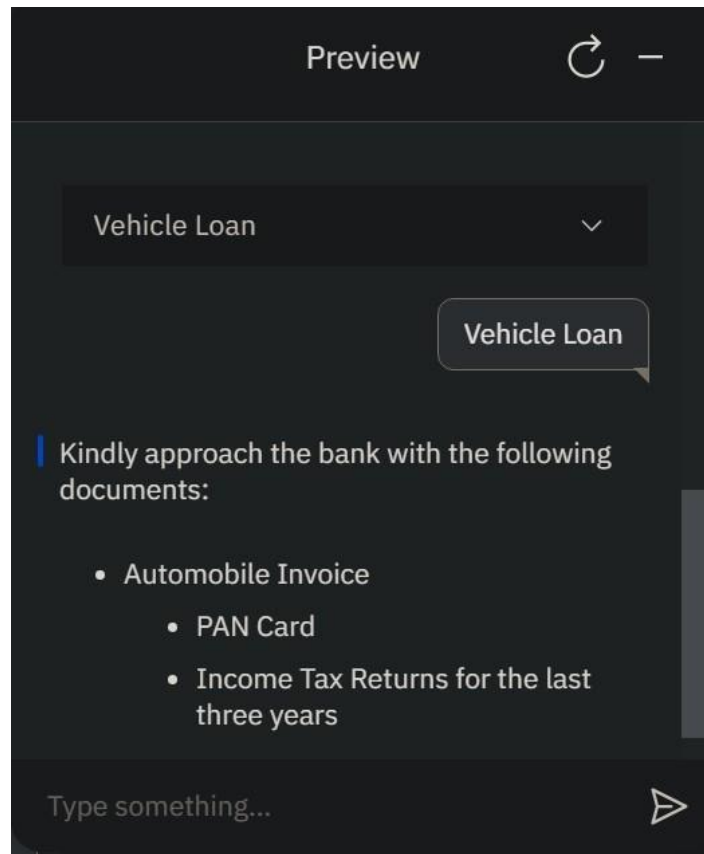 Preview
Vehicle Loan
Vehicle Loan
Kindly approach the bank with the following
documents:
• Automobile Invoice
• PAN Card
• Income Tax Returns for the last
three years
Type something...